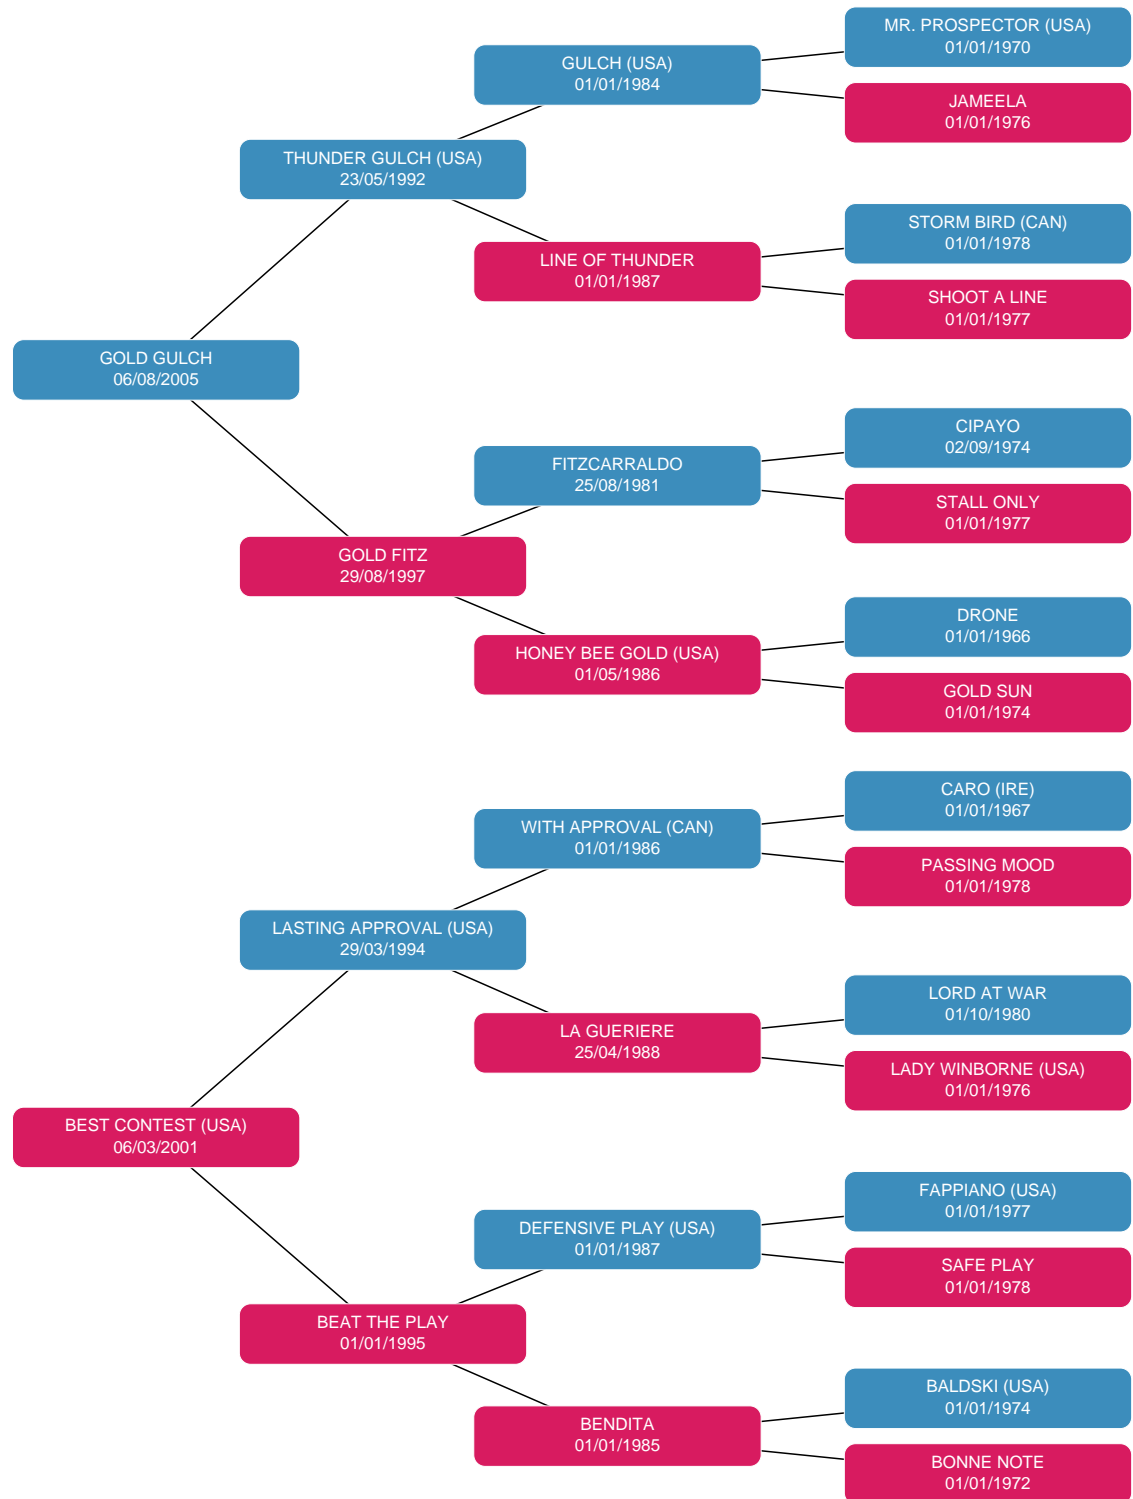 MR. PROSPECTOR (USA)
01/01/1970
GULCH (USA)
01/01/1984
JAMEELA
01/01/1976
THUNDER GULCH (USA)
23/05/1992
STORM BIRD (CAN)
01/01/1978
LINE OF THUNDER
01/01/1987
SHOOT A LINE
01/01/1977
GOLD GULCH
06/08/2005
CIPAYO
02/09/1974
FITZCARRALDO
25/08/1981
STALL ONLY
01/01/1977
GOLD FITZ
29/08/1997
DRONE
01/01/1966
HONEY BEE GOLD (USA)
01/05/1986
GOLD SUN
01/01/1974
CARO (IRE)
01/01/1967
WITH APPROVAL (CAN)
01/01/1986
PASSING MOOD
01/01/1978
LASTING APPROVAL (USA)
29/03/1994
LORD AT WAR
01/10/1980
LA GUERIERE
25/04/1988
LADY WINBORNE (USA)
01/01/1976
BEST CONTEST (USA)
06/03/2001
FAPPIANO (USA)
01/01/1977
DEFENSIVE PLAY (USA)
01/01/1987
SAFE PLAY
01/01/1978
BEAT THE PLAY
01/01/1995
BALDSKI (USA)
01/01/1974
BENDITA
01/01/1985
BONNE NOTE
01/01/1972